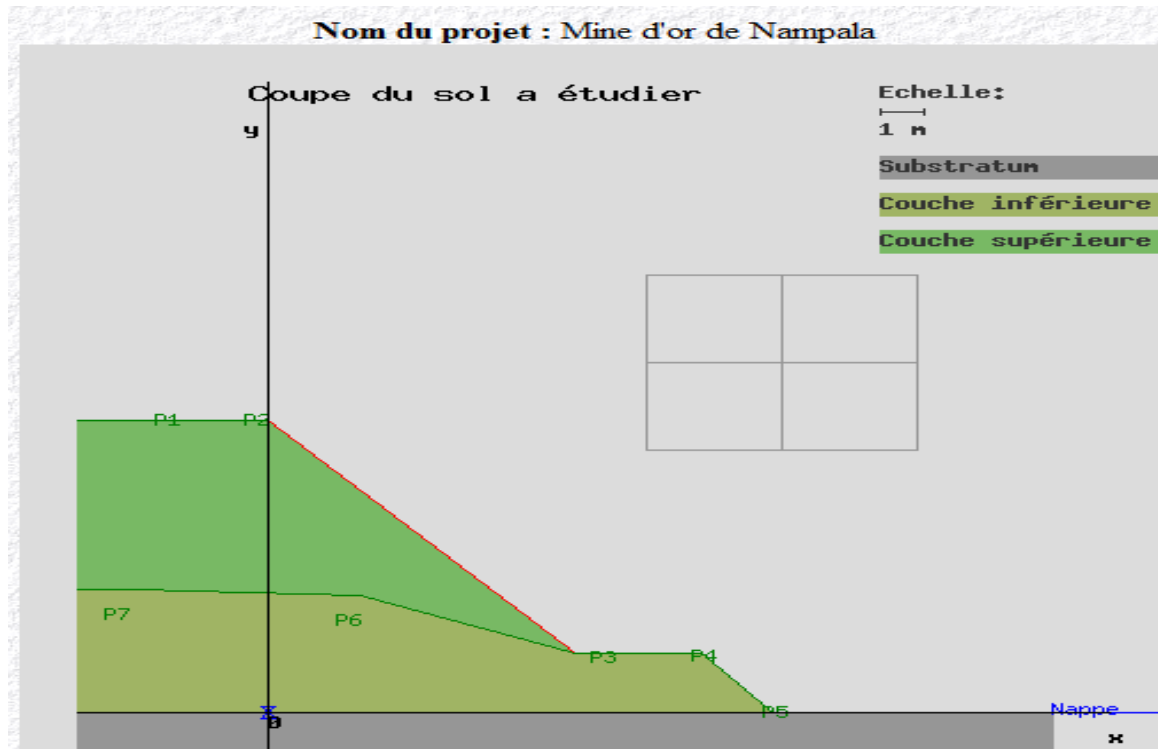 Nom du projet : Mine d'or de Nampala
Coupe du sol a étudier
Echelle:
y
1 m
Substratum
Couche inférieure
Couche supérieure
P1
P2
P7
P6
P3
P4
P5
Nappe
0
x